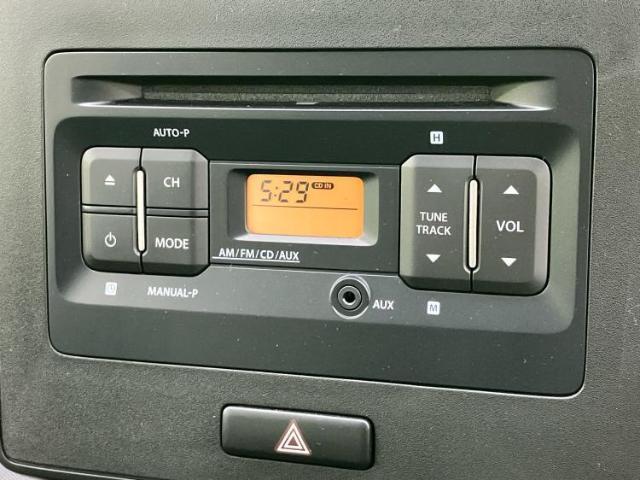 AUTO-P
H
CH
5:29 CD IN
TUNE
TRACK
VOL
MODE
AM/FM/CD/AUX
MANUAL-P
AUX
M